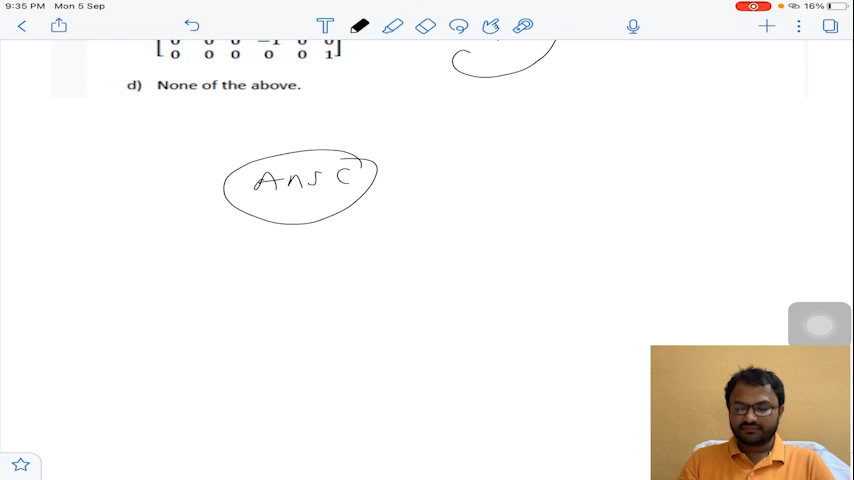 9:35 PM Mon 5 Sep 16%
0 0 0 −1 0 0
0 0 0 0 0 1
d) None of the above.
Ans C